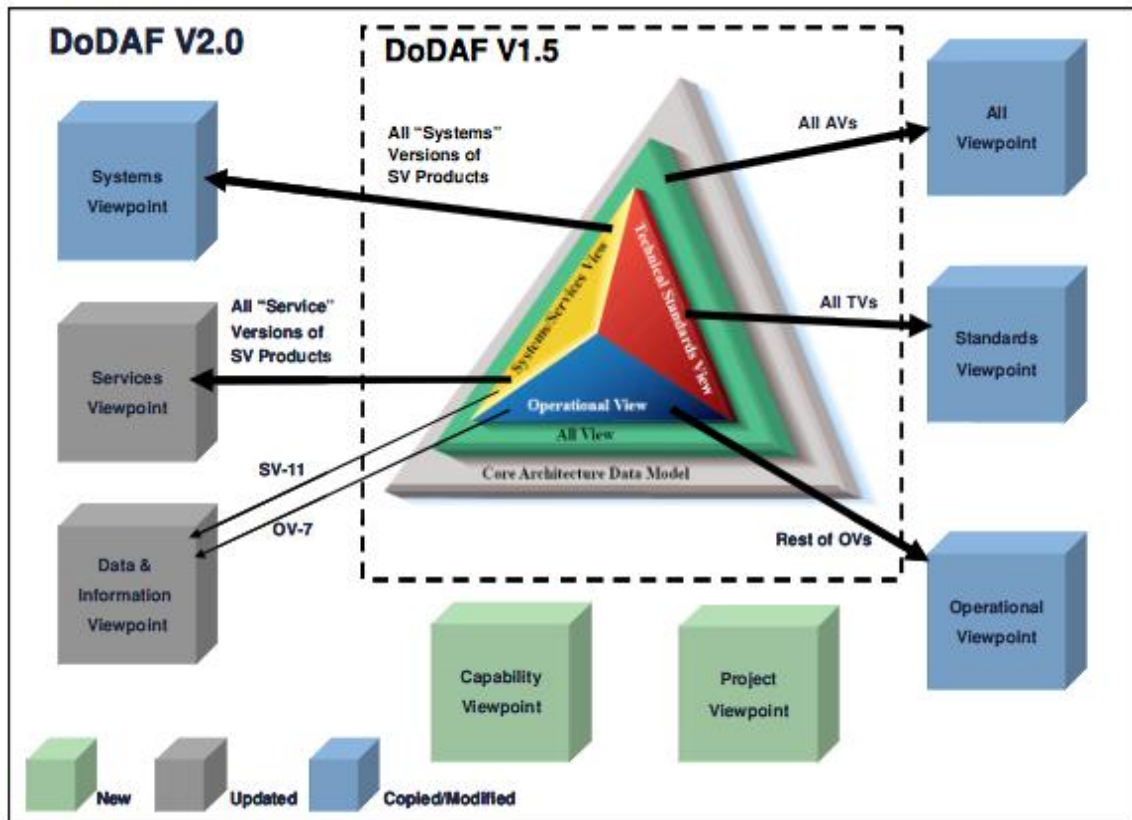 DoDAF V2.0
DoDAF V1.5
All "Systems"
Versions of
SV Products
All AVs
All
Viewpoint
Systems
Viewpoint
Systems/Services View
Technical Standards View
All "Service"
Versions of
SV Products
All TVs
Standards
Viewpoint
Services
Viewpoint
Operational View
All View
Core Architecture Data Model
SV-11
OV-7
Rest of OVs
Data &
Information
Viewpoint
Operational
Viewpoint
Capability
Viewpoint
Project
Viewpoint
New
Updated
Copied/Modified